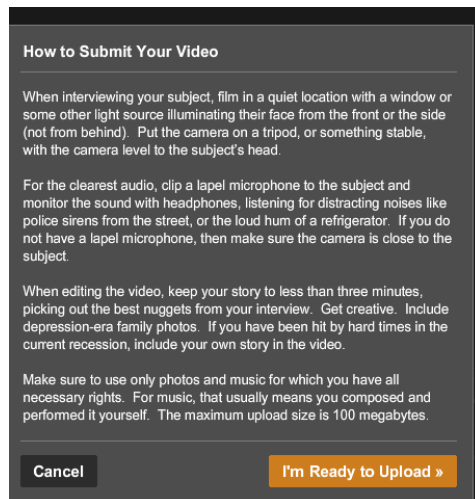 How to Submit Your Video
When interviewing your subject, film in a quiet location with a window or
some other light source illuminating their face from the front or the side
(not from behind).  Put the camera on a tripod, or something stable,
with the camera level to the subject's head.
For the clearest audio, clip a lapel microphone to the subject and
monitor the sound with headphones, listening for distracting noises like
police sirens from the street, or the loud hum of a refrigerator.  If you do
not have a lapel microphone, then make sure the camera is close to the
subject.
When editing the video, keep your story to less than three minutes,
picking out the best nuggets from your interview.  Get creative.  Include
depression-era family photos.  If you have been hit by hard times in the
current recession, include your own story in the video.
Make sure to use only photos and music for which you have all
necessary rights.  For music, that usually means you composed and
performed it yourself.  The maximum upload size is 100 megabytes.
Cancel
I'm Ready to Upload »